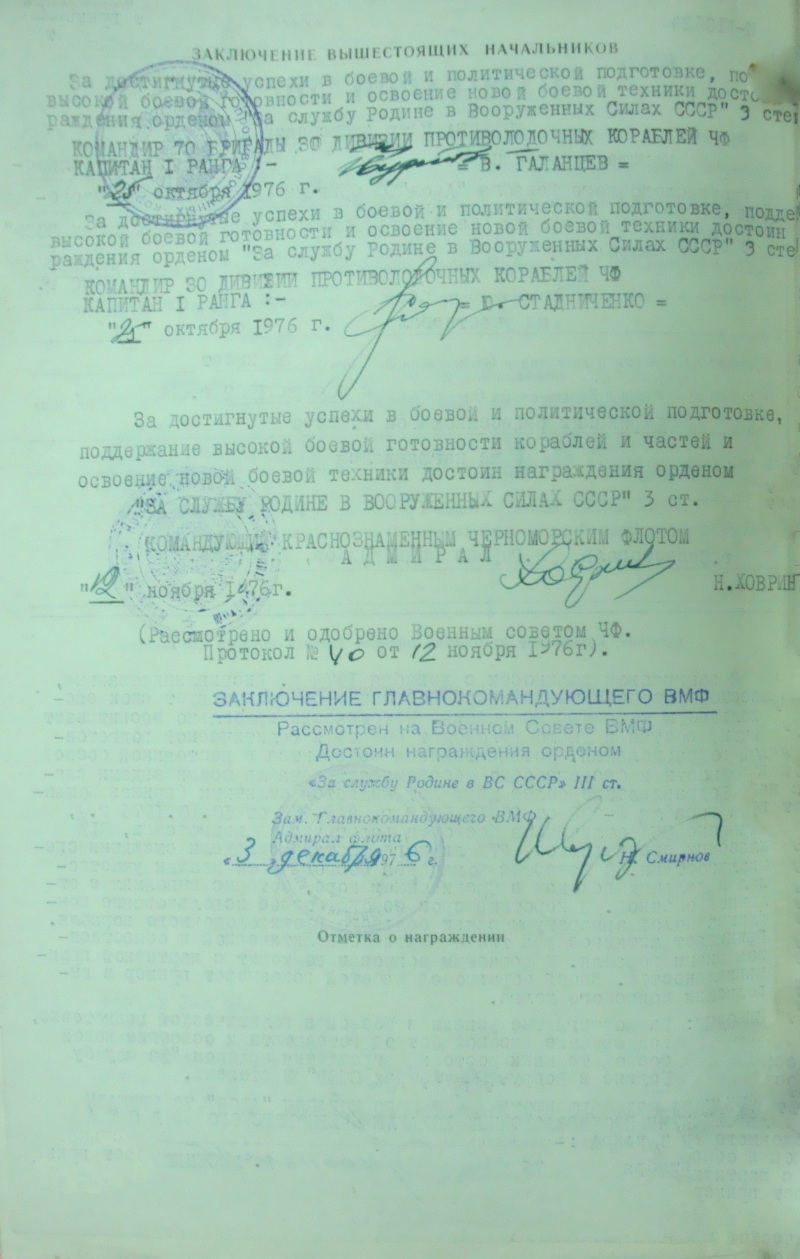 ЗАКЛЮЧЕНИЕ ВЫШЕСТОЯЩИХ НАЧАЛЬНИКОВ
За достигнутые успехи в боевой и политической подготовке, по
высокой боевой готовности и освоение новой боевой техники досто
раждения орденом "За службу Родине в Вооруженных Силах СССР" 3 степ
КОМАНДИР 70 БРИГАДЫ 30 ДИВИЗИИ ПРОТИВОЛОДОЧНЫХ КОРАБЛЕЙ ЧФ
КАПИТАН I РАНГА :- = В. ГАЛАНЦЕВ =
"21" октября 1976 г.
За достигнутые успехи в боевой и политической подготовке, подде
высокой боевой готовности и освоение новой боевой техники достоин
раждения орденом "За службу Родине в Вооруженных Силах СССР" 3 сте
КОМАНДИР 30 ДИВИЗИИ ПРОТИВОЛОДОЧНЫХ КОРАБЛЕЙ ЧФ
КАПИТАН I РАНГА :- = СТАДНИЧЕНКО =
"21" октября 1976 г.
За достигнутые успехи в боевой и политической подготовке,
поддержание высокой боевой готовности кораблей и частей и
освоение новой боевой техники достоин награждения орденом
"ЗА СЛУЖБУ РОДИНЕ В ВООРУЖЕННЫХ СИЛАХ СССР" 3 ст.
КОМАНДУЮЩИЙ КРАСНОЗНАМЕННЫМ ЧЕРНОМОРСКИМ ФЛОТОМ
АДМИРАЛ
"12" ноября 1976г. Н.ХОВРИН
(Рассмотрено и одобрено Военным советом ЧФ.
Протокол № 40 от 12 ноября 1976г).
ЗАКЛЮЧЕНИЕ ГЛАВНОКОМАНДУЮЩЕГО ВМФ
Рассмотрен на Военном Совете ВМФ
Достоин награждения орденом
«За службу Родине в ВС СССР» III ст.
Зам. Главнокомандующего ВМФ
Адмирал флота
«3» декабря 1976 г. Н. Смирнов
Отметка о награждении